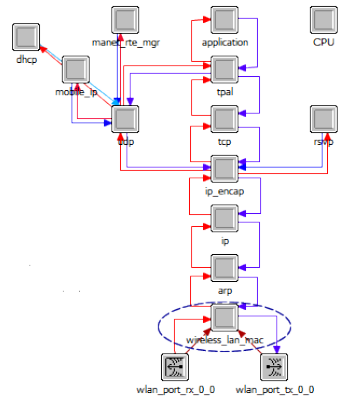 manet_rte_mgr application CPU
dhcp
mobile_ip tpal
udp tcp rsvp
ip_encap
ip
arp
wireless_lan_mac
wlan_port_rx_0_0 wlan_port_tx_0_0